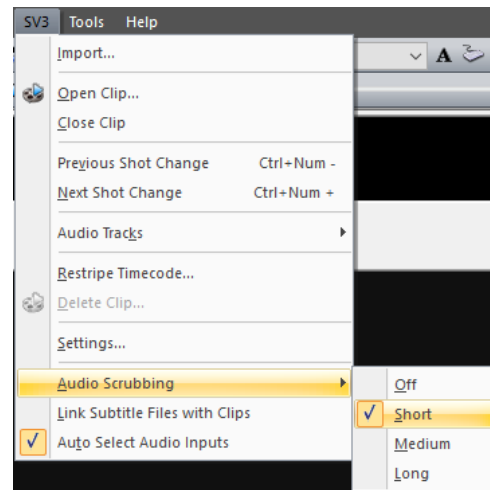 SV3 Tools Help
Import...
A
Open Clip...
Close Clip
Previous Shot Change Ctrl+Num -
Next Shot Change Ctrl+Num +
Audio Tracks
Restripe Timecode...
Delete Clip...
Settings...
Audio Scrubbing
Off
Link Subtitle Files with Clips
Short
Auto Select Audio Inputs
Medium
Long